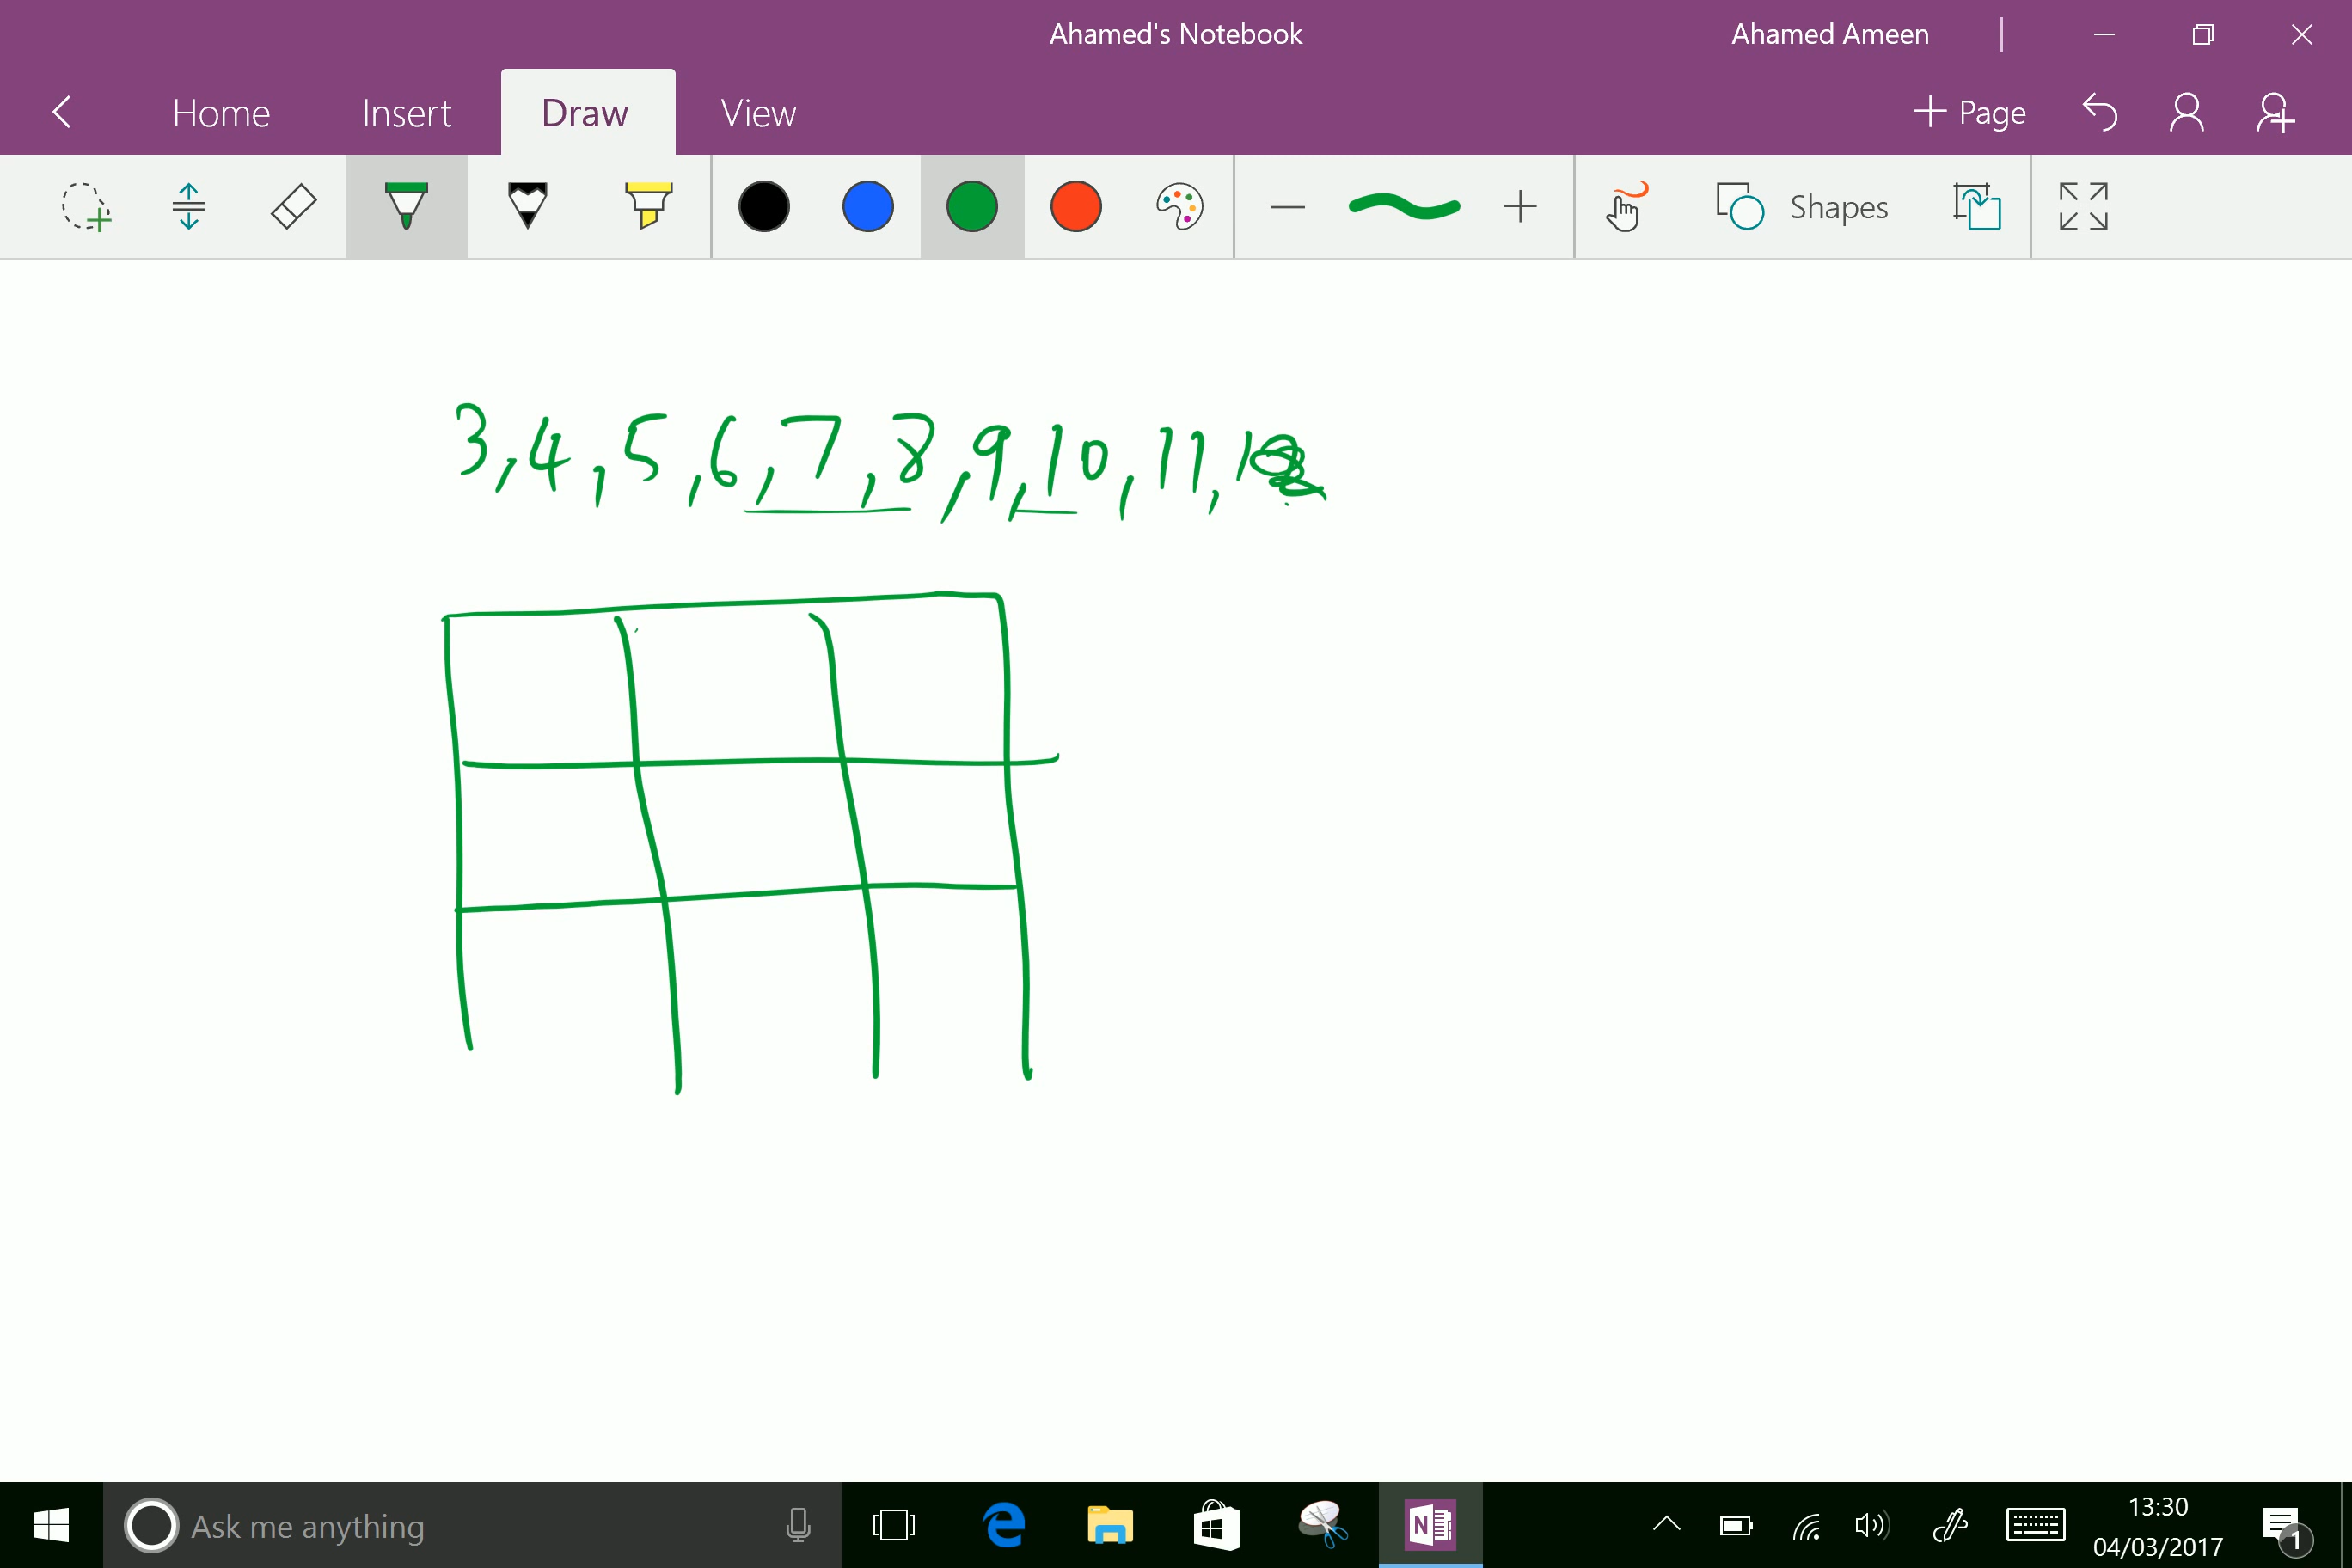 Ahamed's Notebook
Ahamed Ameen
Home Insert Draw View
Page
Shapes
3,4,5,6,7,8,9,10,11,
Ask me anything
N
13:30
04/03/2017
1